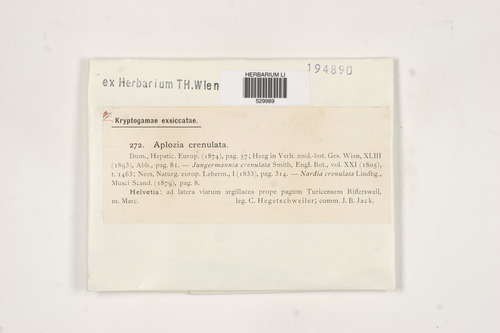 ex Herbarium TH.Wien
HERBARIUM LI
529989
194890
Kryptogamae exsiccatae.
272. Aplozia crenulata.
Dum., Hepatic. Europ. (1874), pag. 57; Heeg in Verh. zool.-bot. Ges. Wien, XLIII
(1893), Abh., pag. 81. — Jungermannia crenulata Smith, Engl. Bot., vol. XXI (1805),
t. 1463; Nees, Naturg. europ. Leberm., I (1833), pag. 314. — Nardia crenulata Lindbg.,
Musci Scand. (1879), pag. 8.
Helvetia: ad latera viarum argillacea prope pagum Turicensem Riffersweil,
m. Marc. leg. C. Hegetschweiler; comm. J. B. Jack.